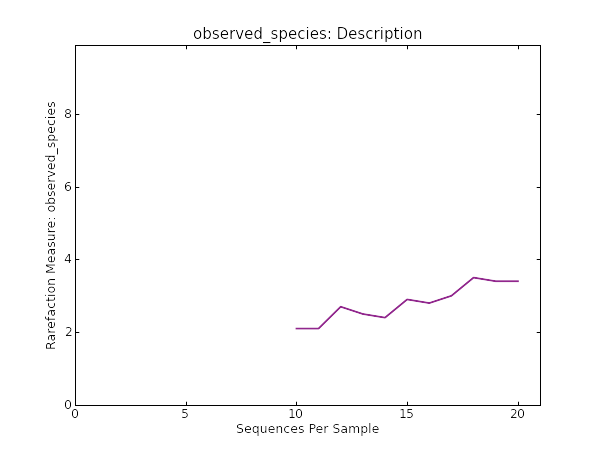 observed_species: Description
Rarefaction Measure: observed_species
8
6
4
2
0
0 5 10 15 20
Sequences Per Sample